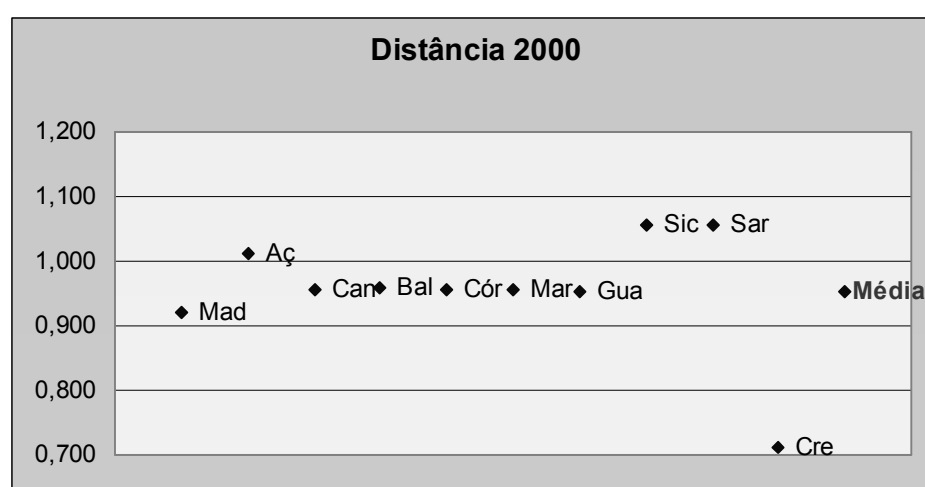 Distância 2000
1,200
1,100
1,000
0,900
0,800
0,700
Mad
Aç
Can
Bal
Cór
Mar
Gua
Sic
Sar
Cre
Média